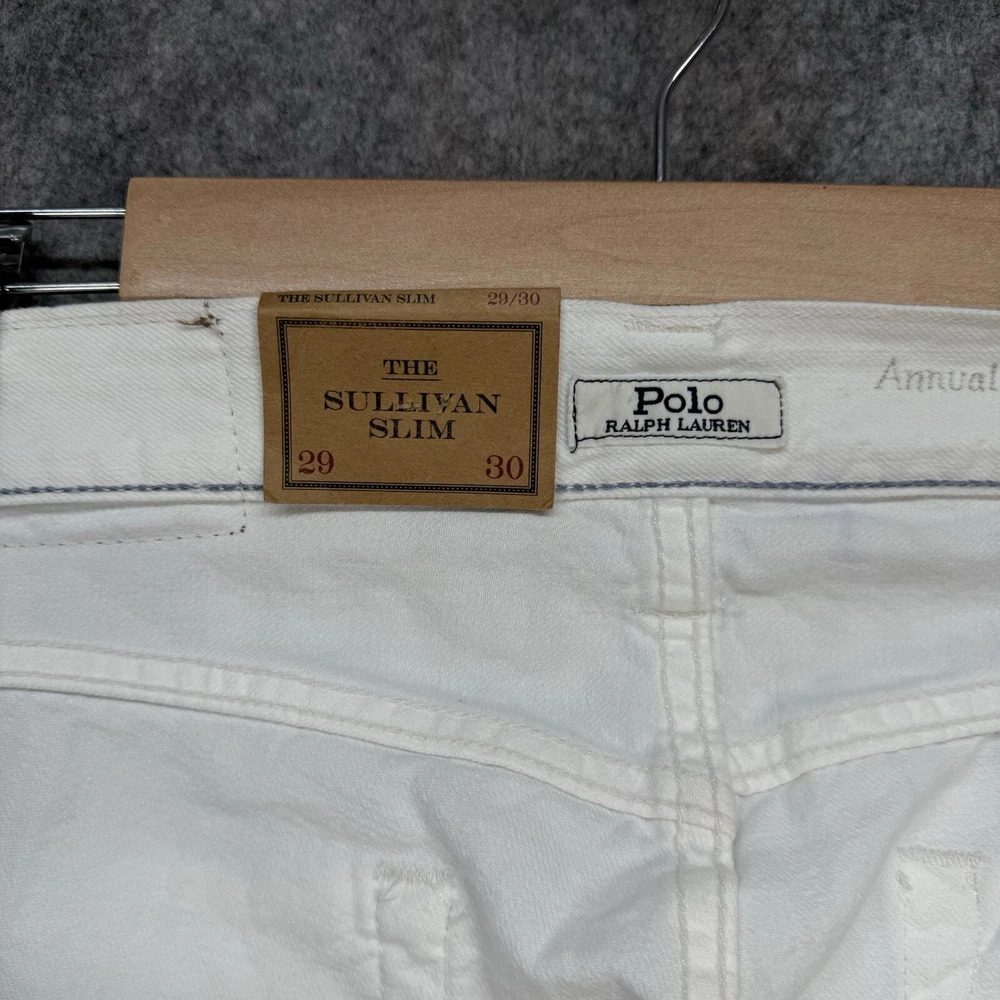 THE SULLIVAN SLIM 29/30
THE
SULLIVAN
SLIM
29 30
Polo
RALPH LAUREN
Annual